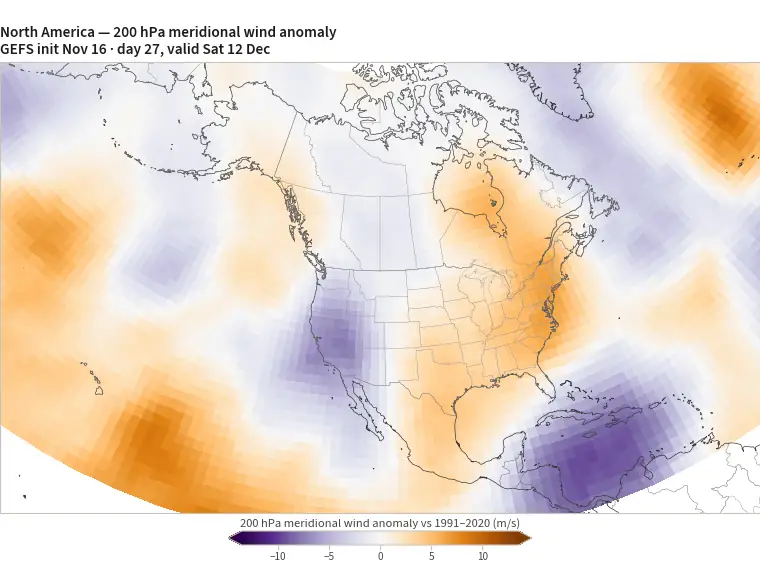 North America — 200 hPa meridional wind anomaly
GEFS init Nov 16 · day 27, valid Sat 12 Dec
200 hPa meridional wind anomaly vs 1991–2020 (m/s)
−10 −5 0 5 10